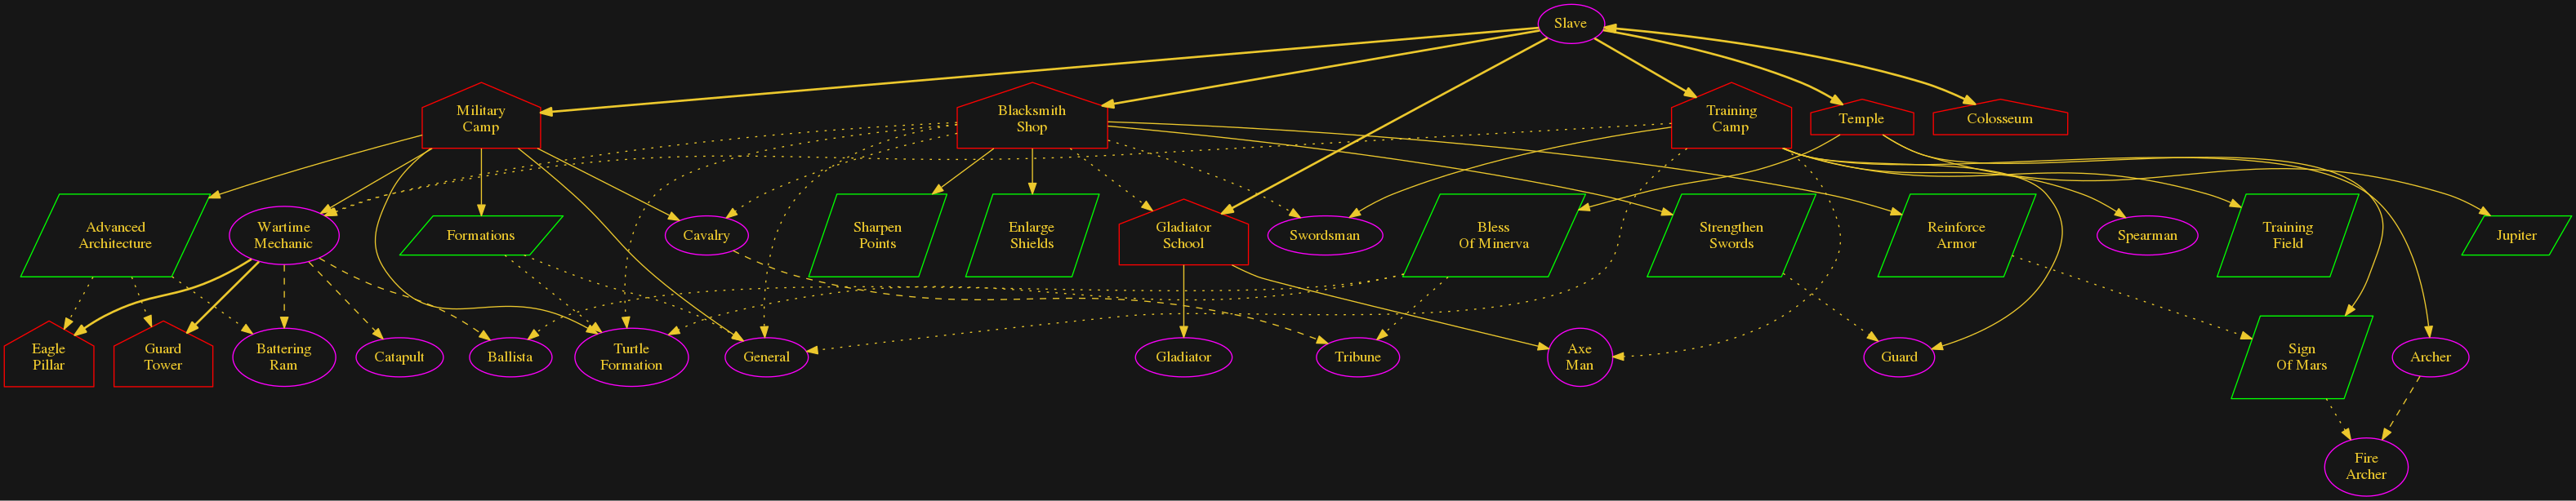 Slave
Military
Camp
Blacksmith
Shop
Training
Camp
Temple
Colosseum
Advanced
Architecture
Wartime
Mechanic
Formations
Cavalry
Sharpen
Points
Enlarge
Shields
Gladiator
School
Swordsman
Bless
Of Minerva
Strengthen
Swords
Reinforce
Armor
Spearman
Training
Field
Jupiter
Eagle
Pillar
Guard
Tower
Battering
Ram
Catapult
Ballista
Turtle
Formation
General
Gladiator
Tribune
Axe
Man
Guard
Sign
Of Mars
Archer
Fire
Archer